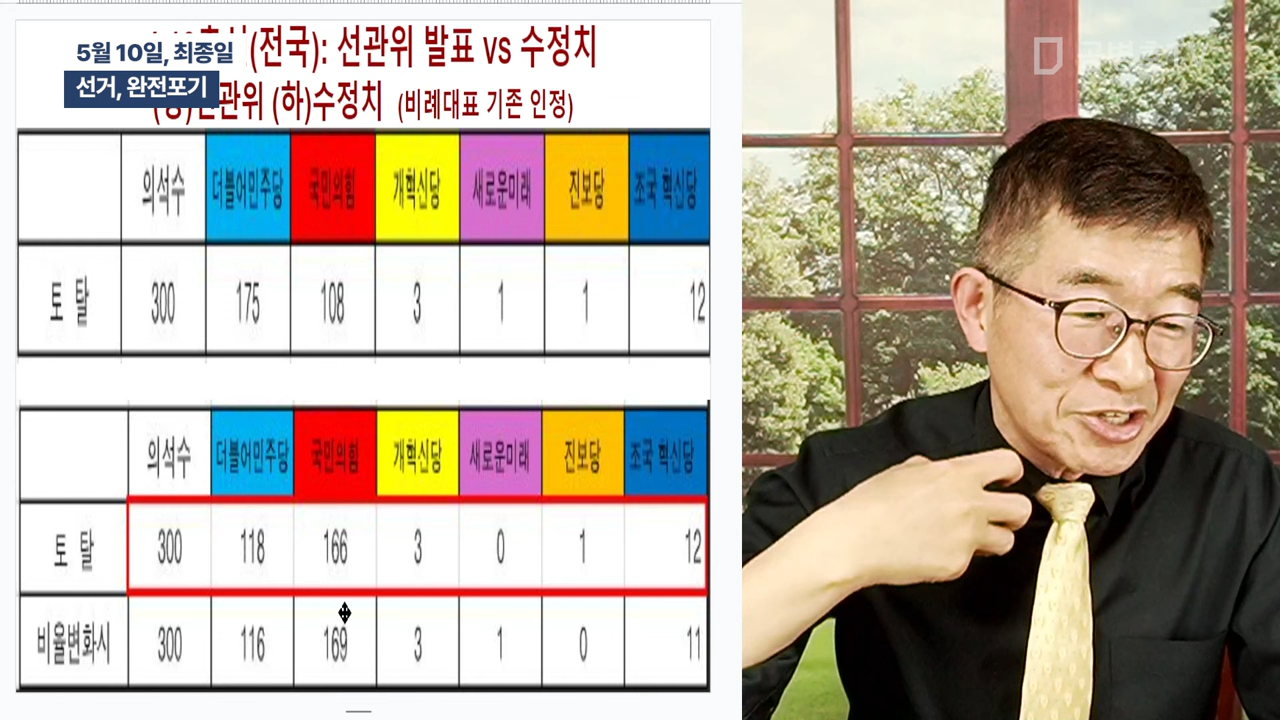 5월 10일, 최종일
선거, 완전포기
(전국): 선관위 발표 vs 수정치
관위 (하)수정치 (비례대표 기존 인정)
의석수 더불어민주당 국민의힘 개혁신당 새로운미래 진보당 조국 혁신당
토 탈 300 175 108 3 1 1 12
의석수 더불어민주당 국민의힘 개혁신당 새로운미래 진보당 조국 혁신당
토 탈 300 118 166 3 0 1 12
비율변화시 300 116 169 3 1 0 11